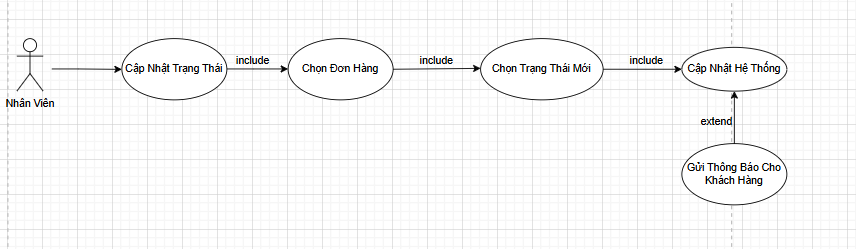 Nhân Viên
Cập Nhật Trạng Thái
include
Chọn Đơn Hàng
include
Chọn Trạng Thái Mới
include
Cập Nhật Hệ Thống
extend
Gửi Thông Báo Cho
Khách Hàng